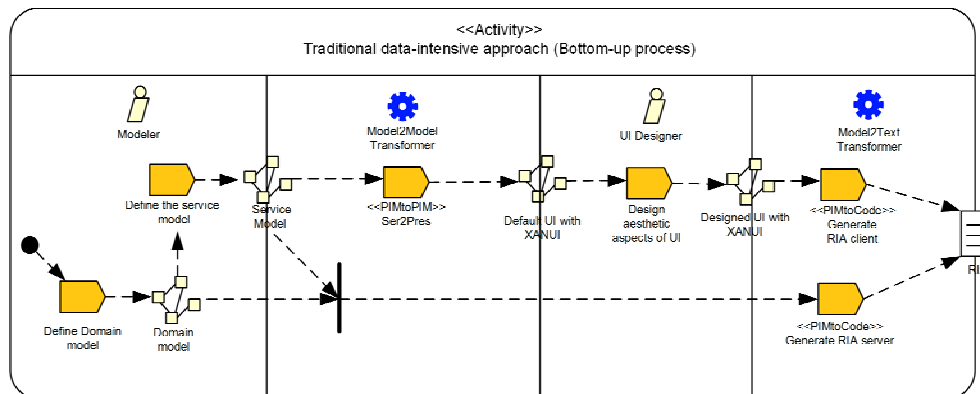 <<Activity>>
Traditional data-intensive approach (Bottom-up process)
Modeler
Model2Model
Transformer
UI Designer
Model2Text
Transformer
Define the service
model
Service
Model
<<PIMtoPIM>>
Ser2Pres
Default UI with
XANUI
Design
aesthetic
aspects of UI
Designed UI with
XANUI
<<PIMtoCode>>
Generate
RIA client
Define Domain
model
Domain
model
<<PIMtoCode>>
Generate RIA server